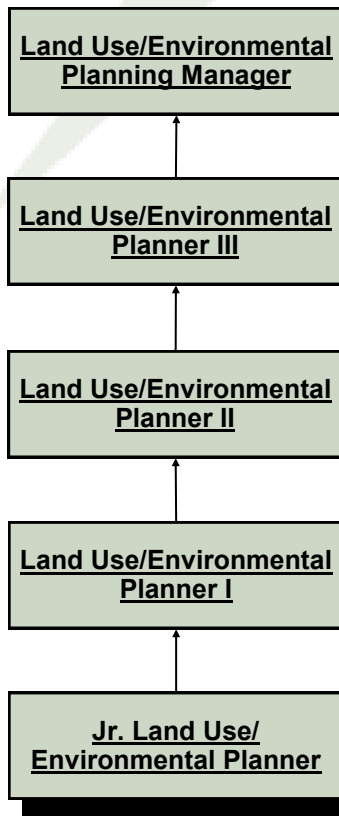 Land Use/Environmental
Planning Manager
Land Use/Environmental
Planner III
Land Use/Environmental
Planner II
Land Use/Environmental
Planner I
Jr. Land Use/
Environmental Planner